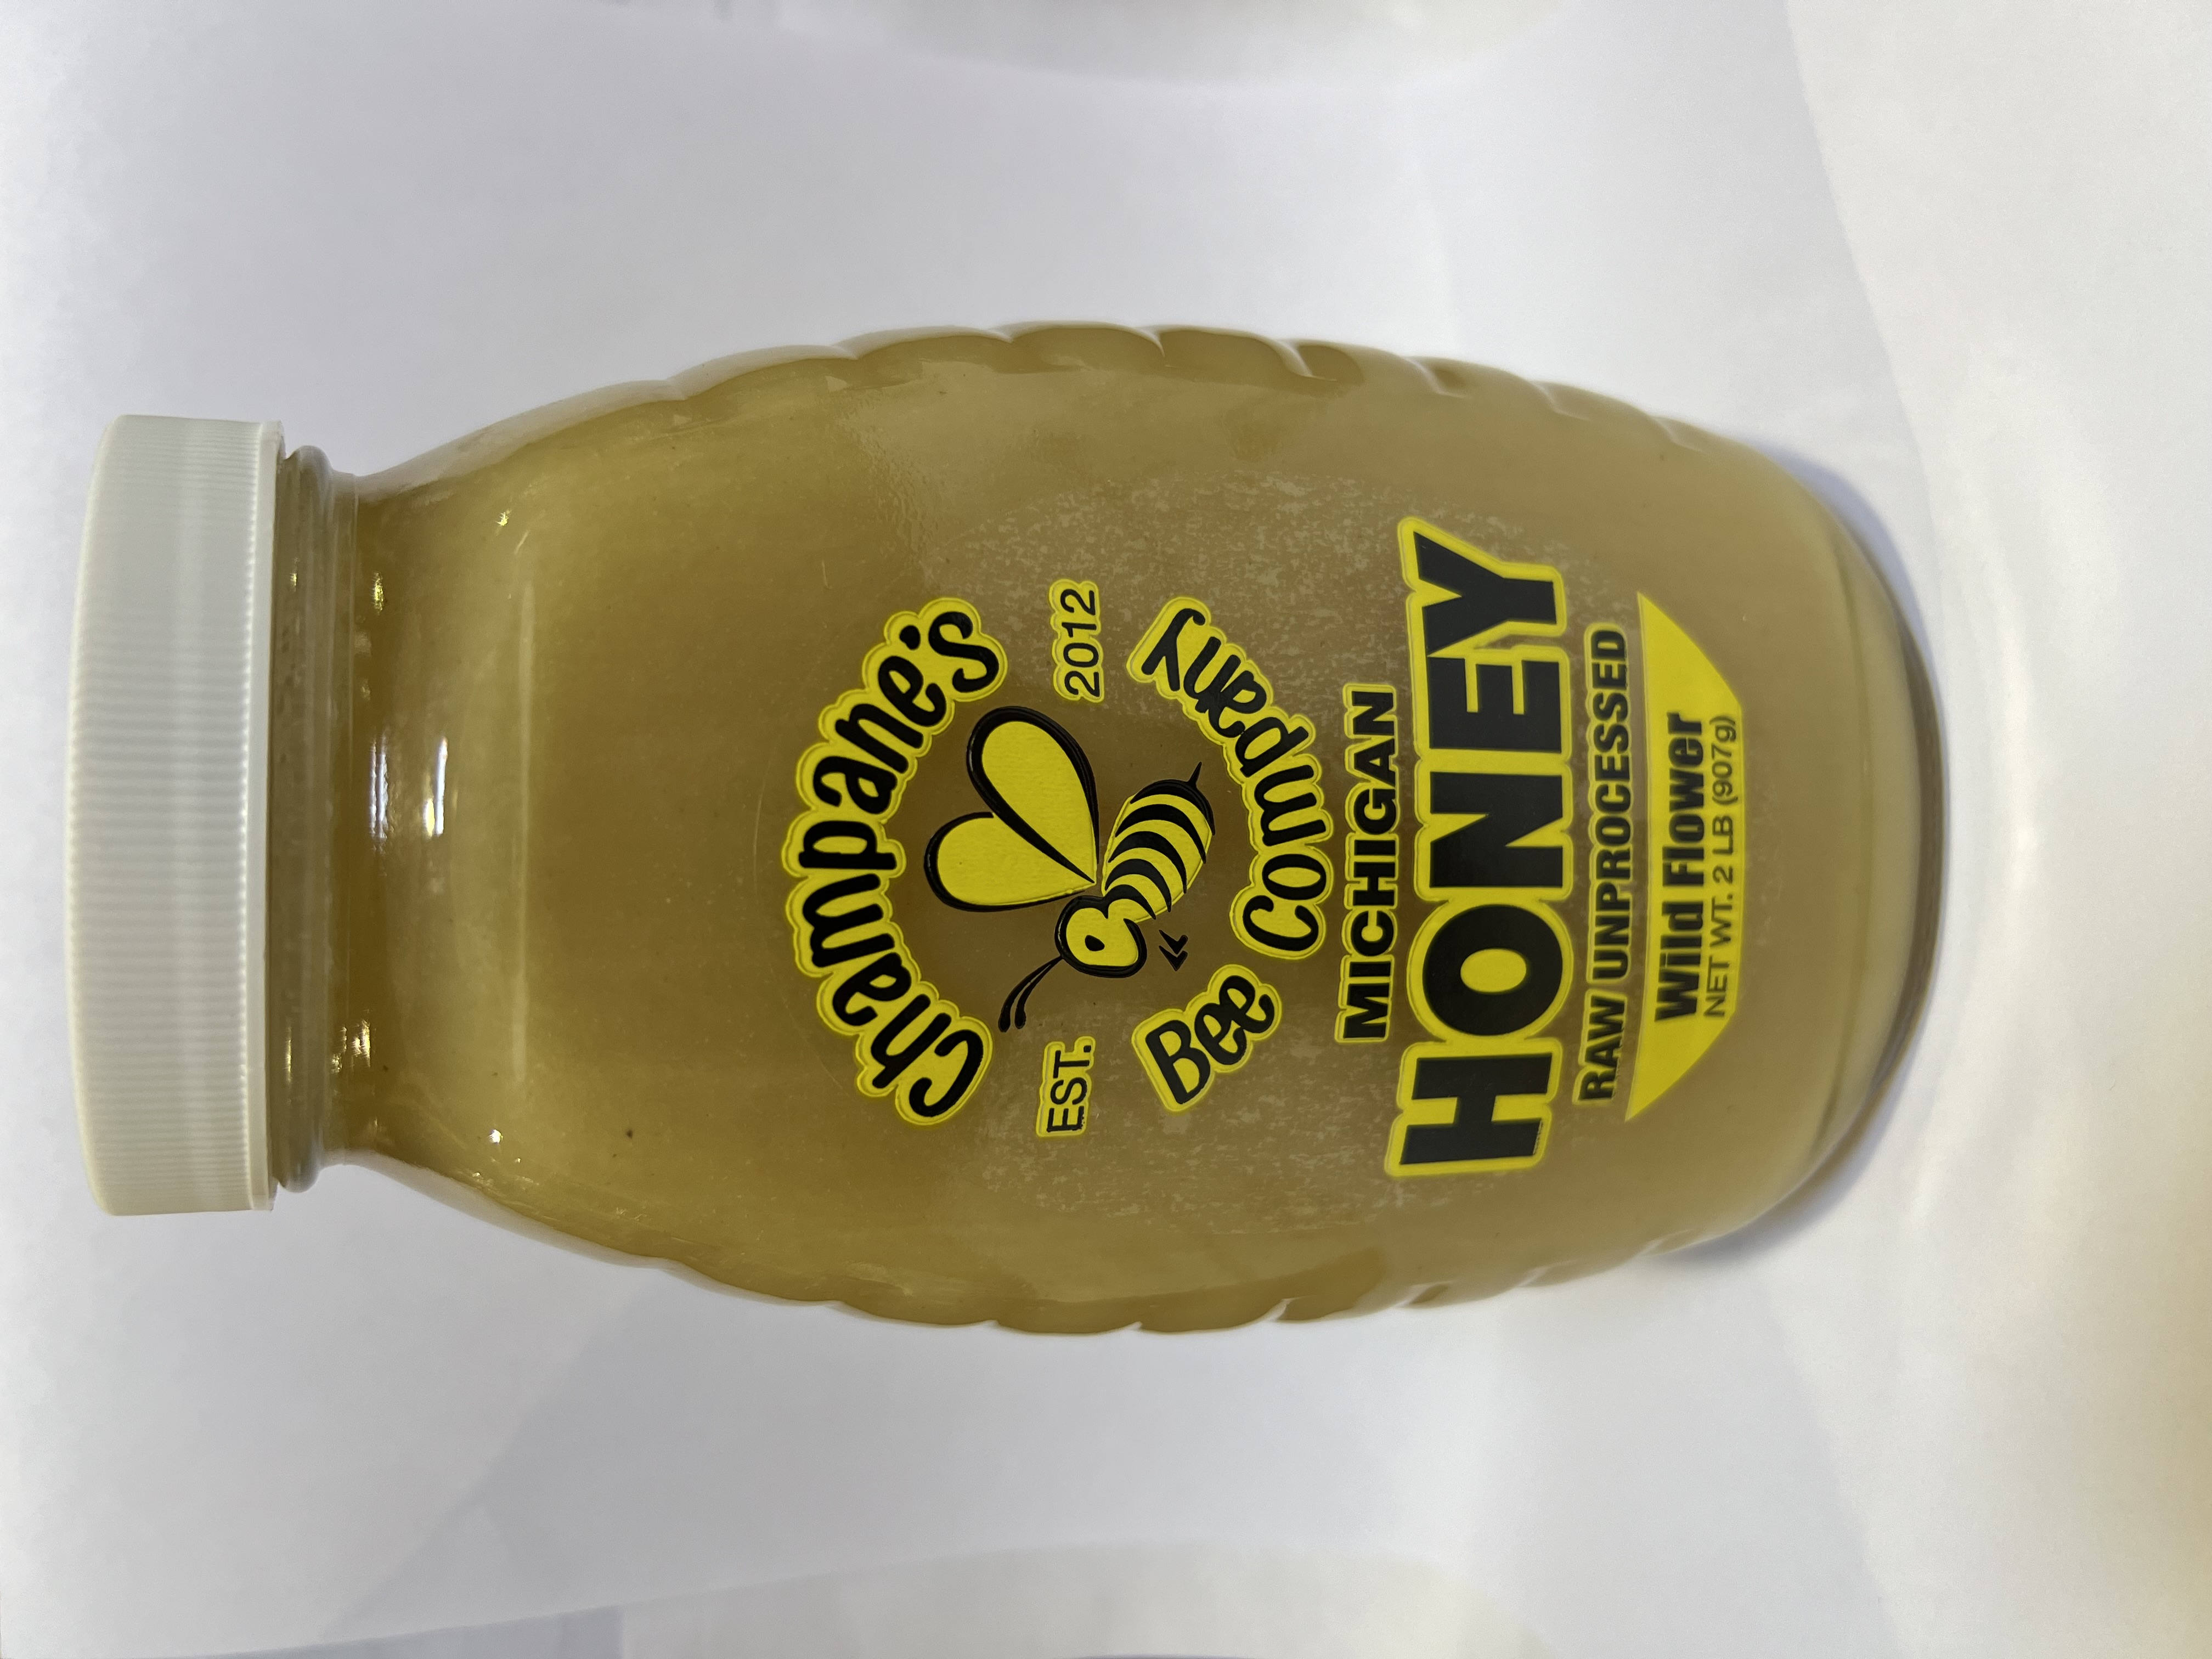 Champane's
EST. 2012
Bee Company
MICHIGAN
HONEY
RAW UNPROCESSED
Wild Flower
NET WT. 2 LB (907g)